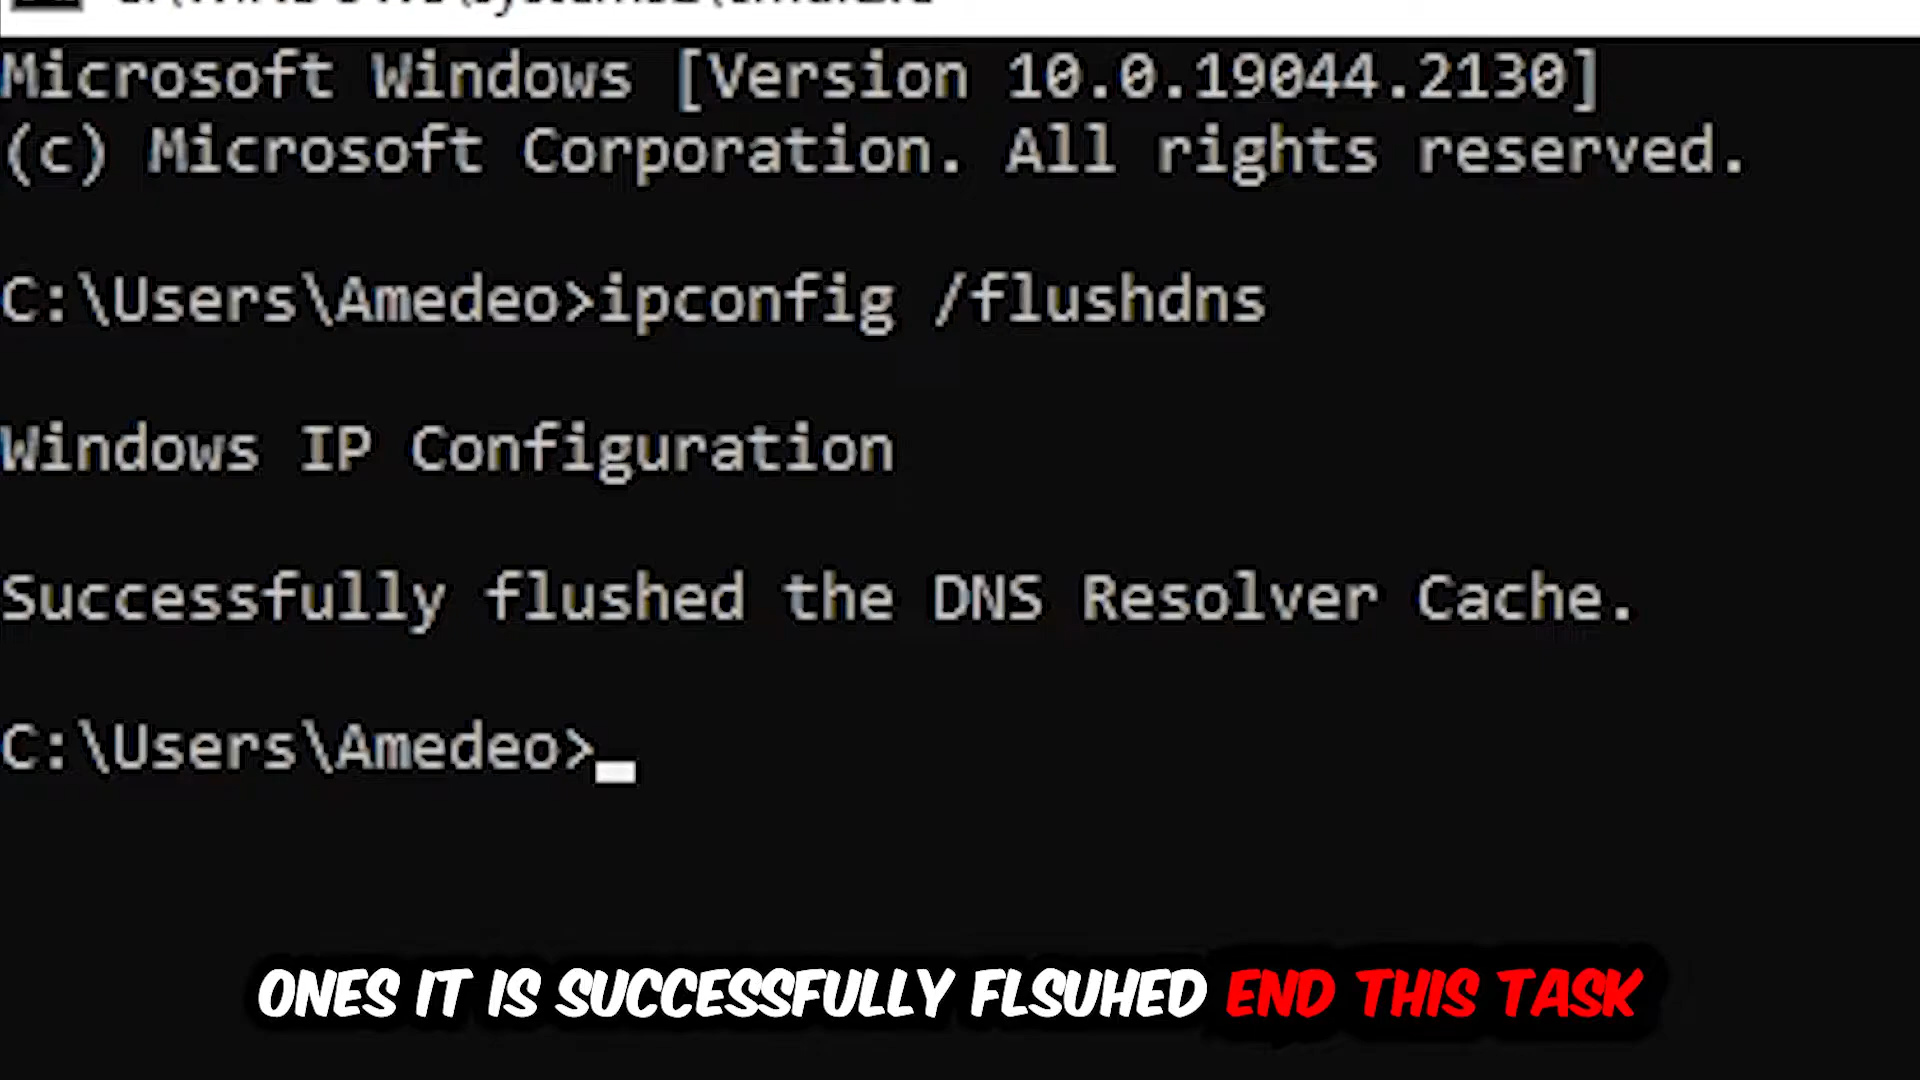 Microsoft Windows [Version 10.0.19044.2130]
(c) Microsoft Corporation. All rights reserved.
C:\Users\Amedeo>ipconfig /flushdns
Windows IP Configuration
Successfully flushed the DNS Resolver Cache.
C:\Users\Amedeo>
ONES IT IS SUCCESSFULLY FLSUHED END THIS TASK